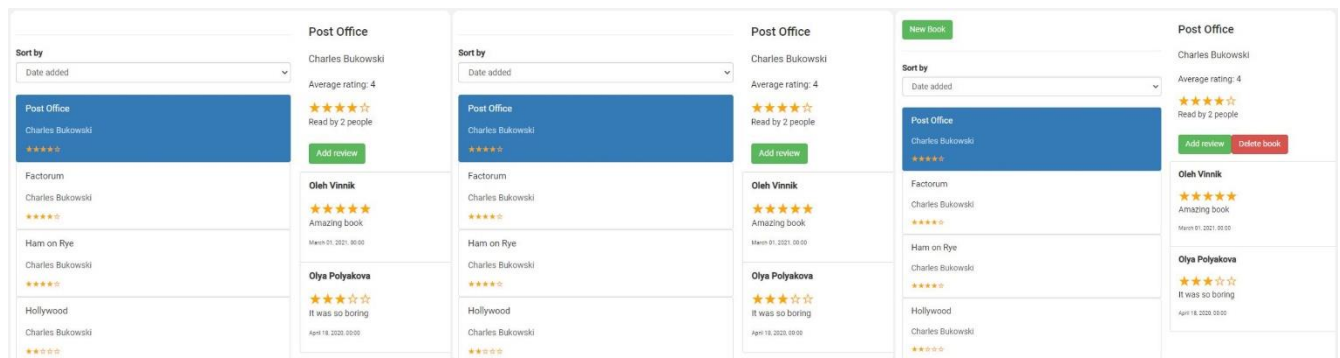 Sort by
Date added
Post Office
Charles Bukowski
Factorum
Charles Bukowski
Ham on Rye
Charles Bukowski
Hollywood
Charles Bukowski
Post Office
Charles Bukowski
Average rating: 4
Read by 2 people
Add review
Oleh Vinnik
Amazing book
March 01, 2021, 00:00
Olya Polyakova
It was so boring
April 18, 2020, 00:00
Sort by
Date added
Post Office
Charles Bukowski
Factorum
Charles Bukowski
Ham on Rye
Charles Bukowski
Hollywood
Charles Bukowski
Post Office
Charles Bukowski
Average rating: 4
Read by 2 people
Add review
Oleh Vinnik
Amazing book
March 01, 2021, 00:00
Olya Polyakova
It was so boring
April 18, 2020, 00:00
New Book
Sort by
Date added
Post Office
Charles Bukowski
Factorum
Charles Bukowski
Ham on Rye
Charles Bukowski
Hollywood
Charles Bukowski
Post Office
Charles Bukowski
Average rating: 4
Read by 2 people
Add review Delete book
Oleh Vinnik
Amazing book
March 01, 2021, 00:00
Olya Polyakova
It was so boring
April 18, 2020, 00:00